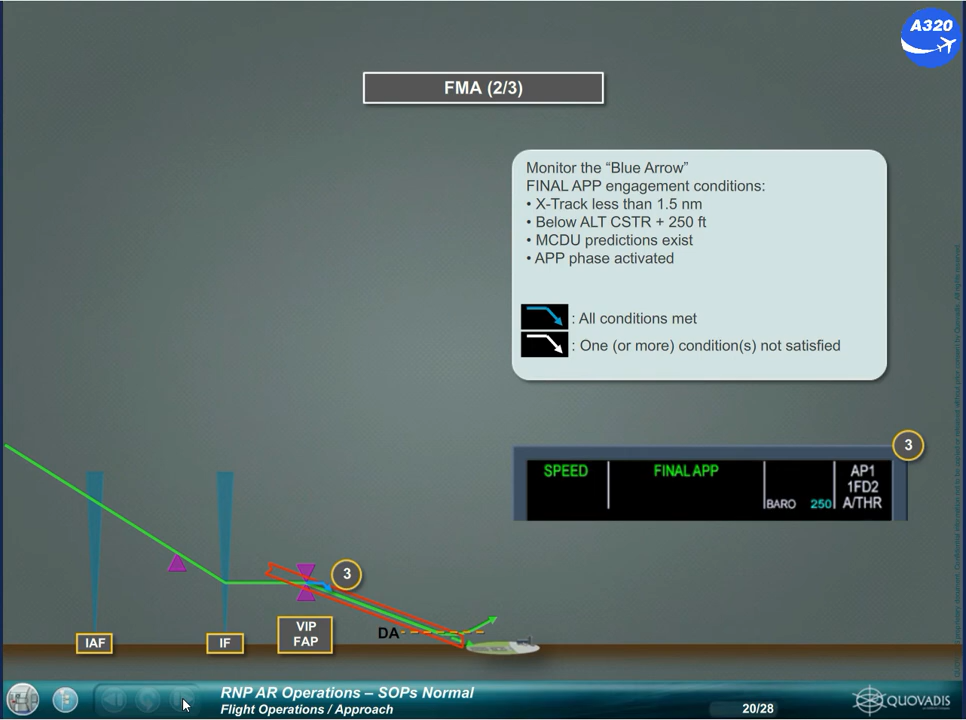 A320
FMA (2/3)
Monitor the “Blue Arrow”
FINAL APP engagement conditions:
• X-Track less than 1.5 nm
• Below ALT CSTR + 250 ft
• MCDU predictions exist
• APP phase activated
: All conditions met
: One (or more) condition(s) not satisfied
3
SPEED FINAL APP AP1
1FD2
BARO 250 A/THR
3
VIP
FAP
DA
IAF
IF
RNP AR Operations – SOPs Normal
Flight Operations / Approach
20/28
QUOVADIS